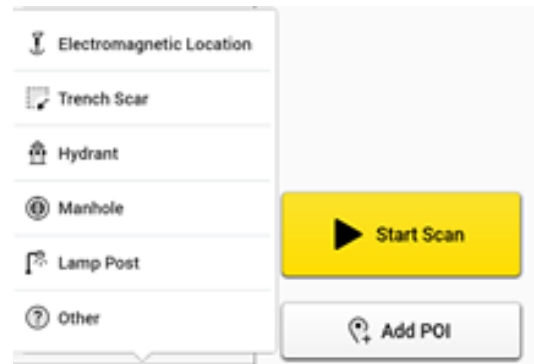 Electromagnetic Location
Trench Scar
Hydrant
Manhole
Lamp Post
Other
Start Scan
Add POI